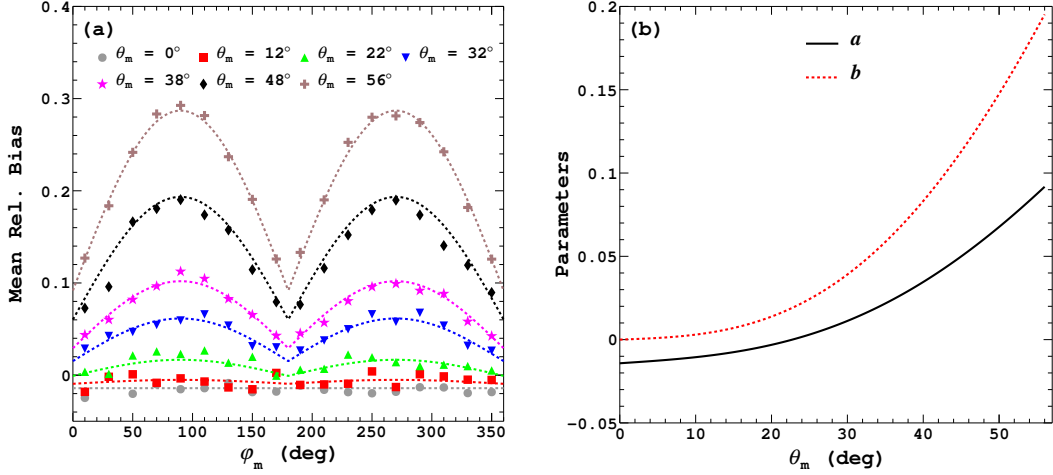 (a)
θm = 0° θm = 12° θm = 22° θm = 32°
θm = 38° θm = 48° θm = 56°
Mean Rel. Bias
0.4
0.3
0.2
0.1
0
0 50 100 150 200 250 300 350
φm (deg)
(b)
a
b
Parameters
0.2
0.15
0.1
0.05
0
−0.05
0 10 20 30 40 50
θm (deg)